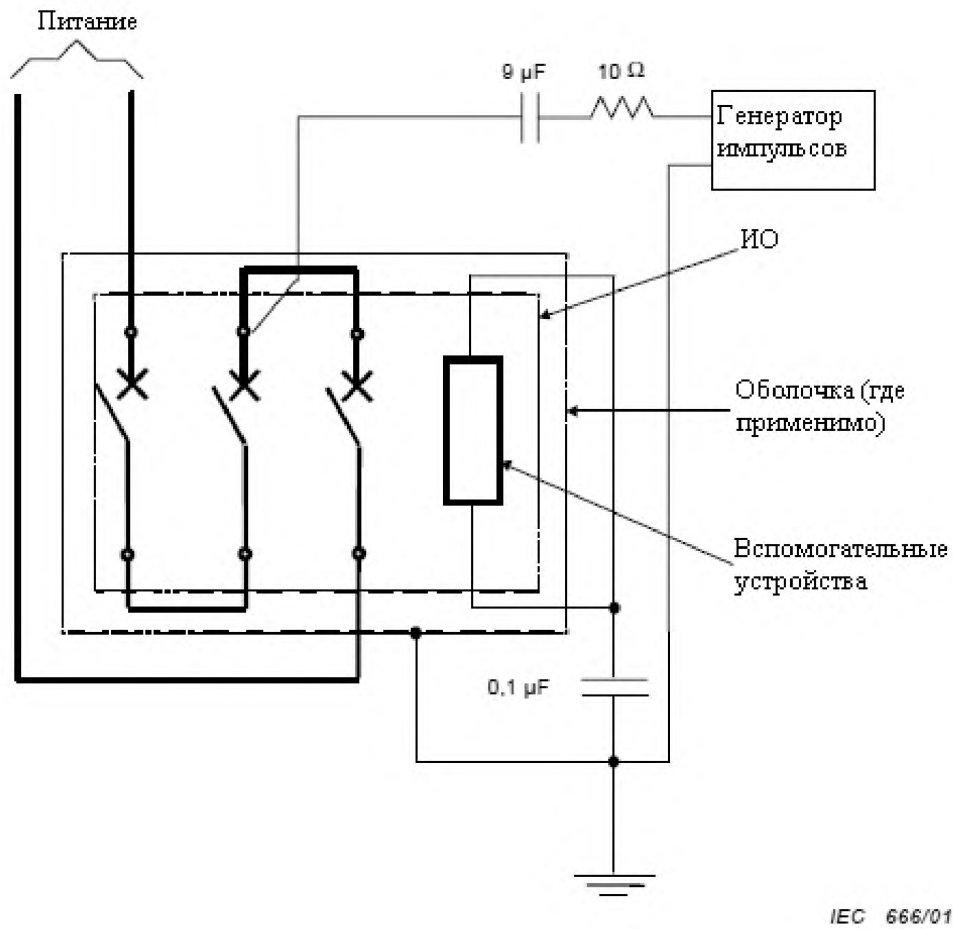 Питание
9 µF
10 Ω
Генератор
импульсов
ИО
Оболочка (где
применимо)
Вспомогательные
устройства
0,1 µF
IEC 666/01